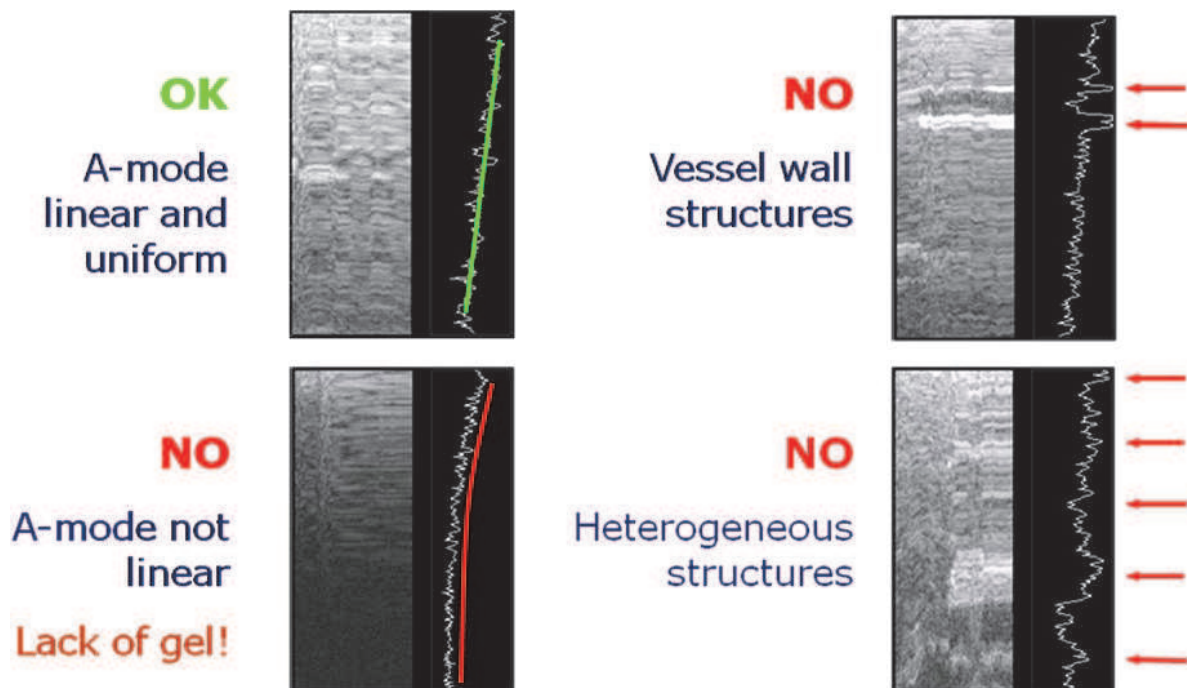 OK
A-mode
linear and
uniform
NO
Vessel wall
structures
NO
A-mode not
linear
Lack of gel!
NO
Heterogeneous
structures